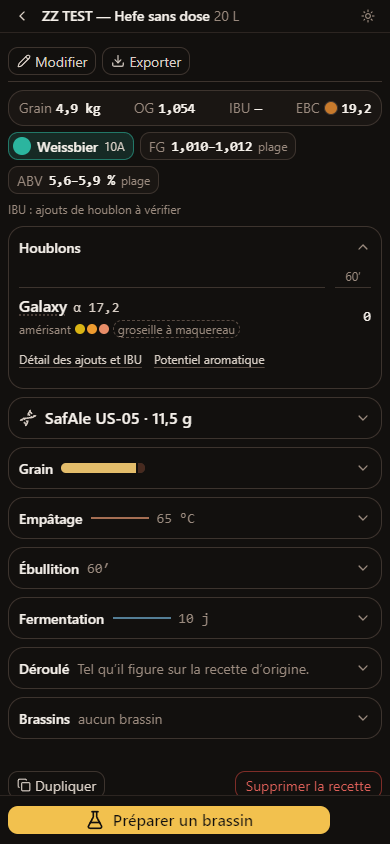 ZZ TEST — Hefe sans dose 20 L
Modifier Exporter
Grain 4,9 kg OG 1,054 IBU — EBC 19,2
Weissbier 10A FG 1,010–1,012 plage
ABV 5,6–5,9 % plage
IBU : ajouts de houblon à vérifier
Houblons
60′
Galaxy α 17,2
0
amérisant groseille à maquereau
Détail des ajouts et IBU Potentiel aromatique
SafAle US-05 · 11,5 g
Grain
Empâtage 65 °C
Ébullition 60′
Fermentation 10 j
Déroulé Tel qu’il figure sur la recette d’origine.
Brassins aucun brassin
Dupliquer Supprimer la recette
Préparer un brassin